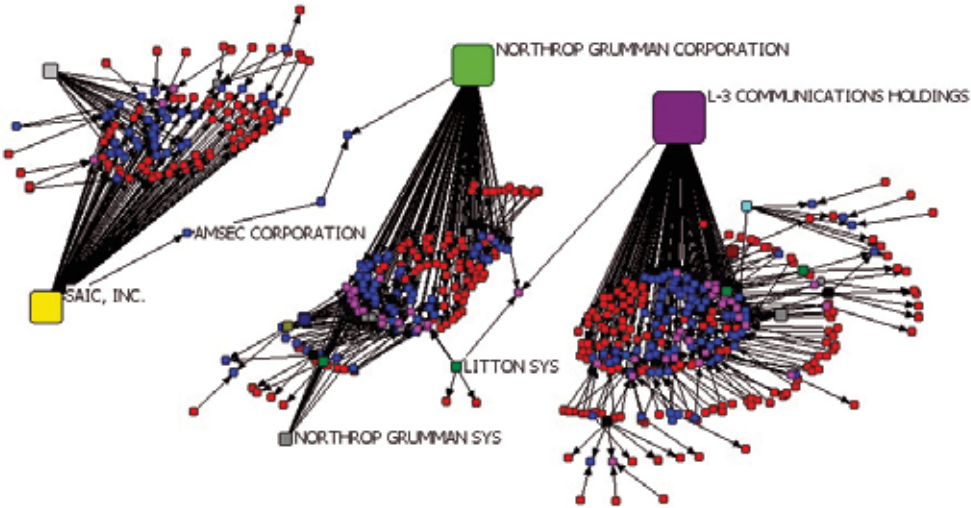 NORTHROP GRUMMAN CORPORATION
L-3 COMMUNICATIONS HOLDINGS
AMSEC CORPORATION
SAIC, INC.
LITTON SYS
NORTHROP GRUMMAN SYS